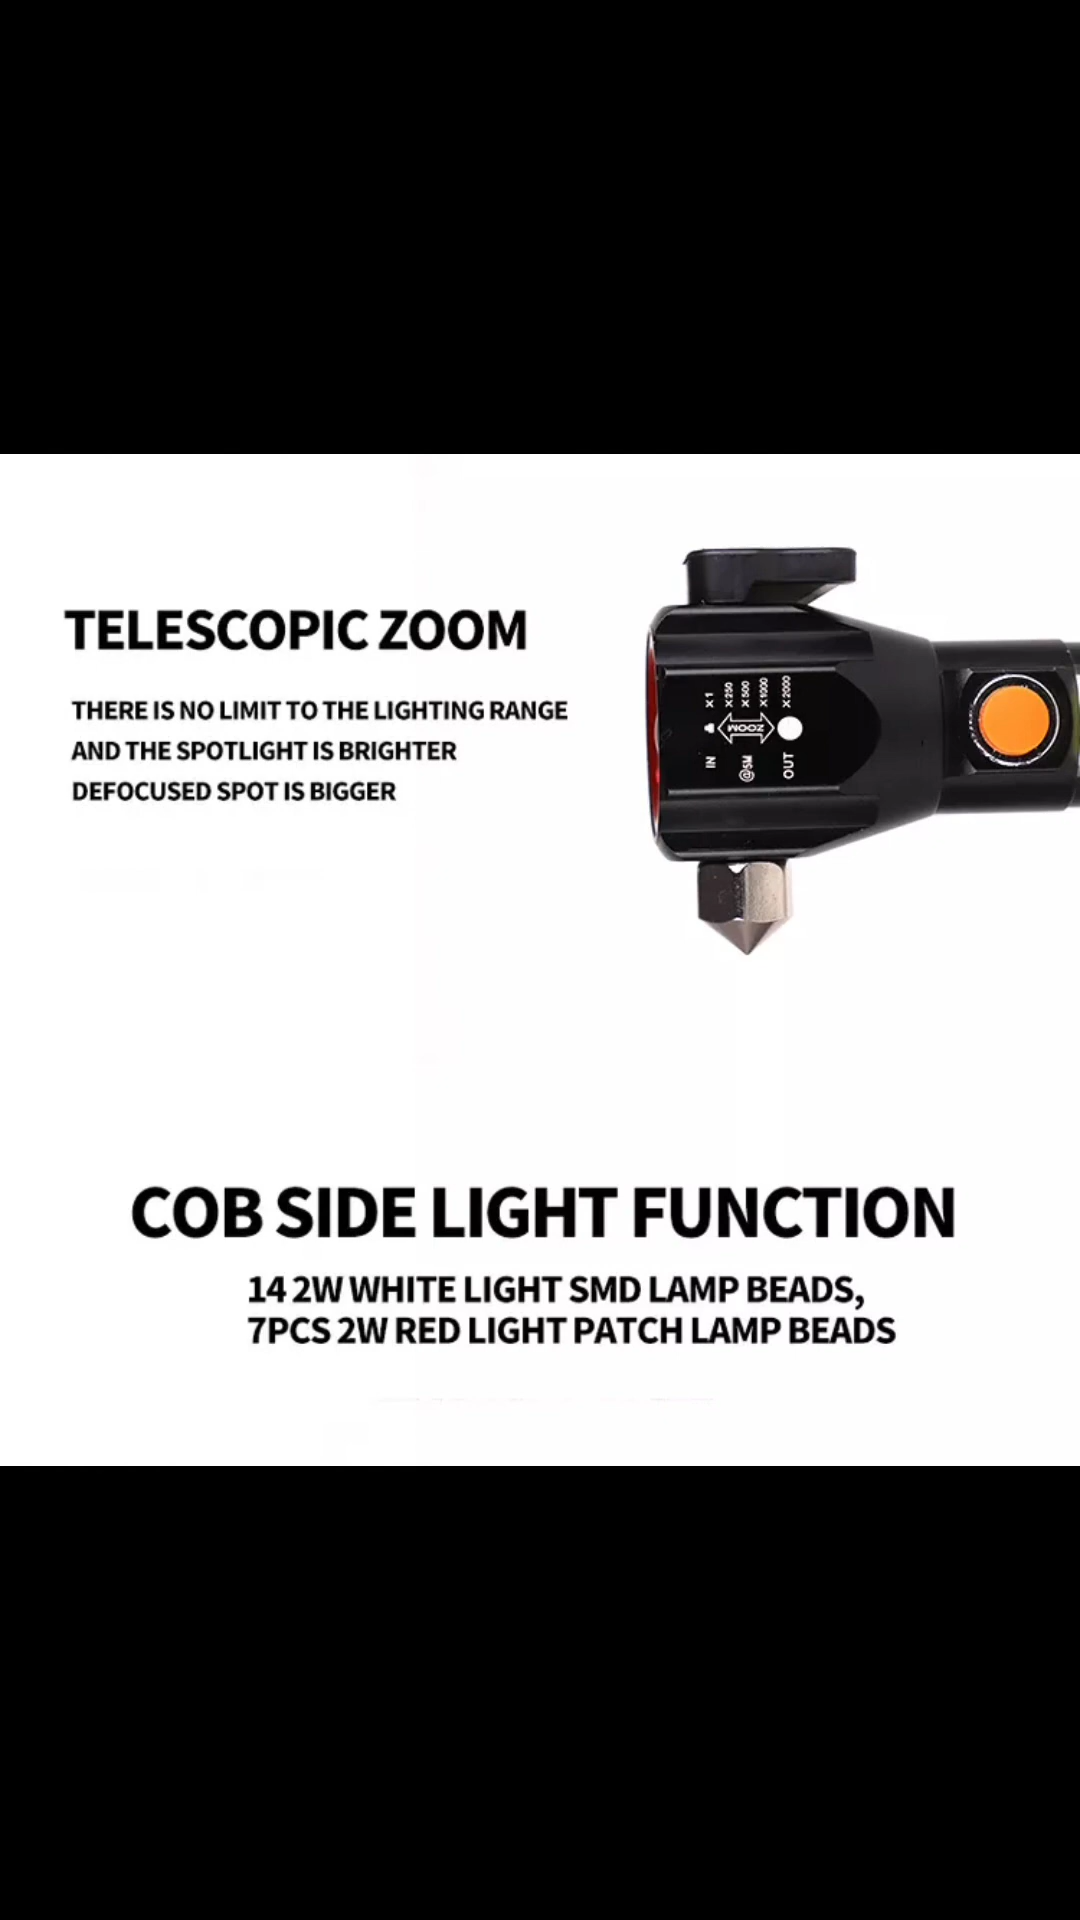 TELESCOPIC ZOOM
THERE IS NO LIMIT TO THE LIGHTING RANGE
AND THE SPOTLIGHT IS BRIGHTER
DEFOCUSED SPOT IS BIGGER
X1
X250
X500
X1000
X2000
ZOOM
IN
@5M
OUT
COB SIDE LIGHT FUNCTION
14 2W WHITE LIGHT SMD LAMP BEADS,
7PCS 2W RED LIGHT PATCH LAMP BEADS